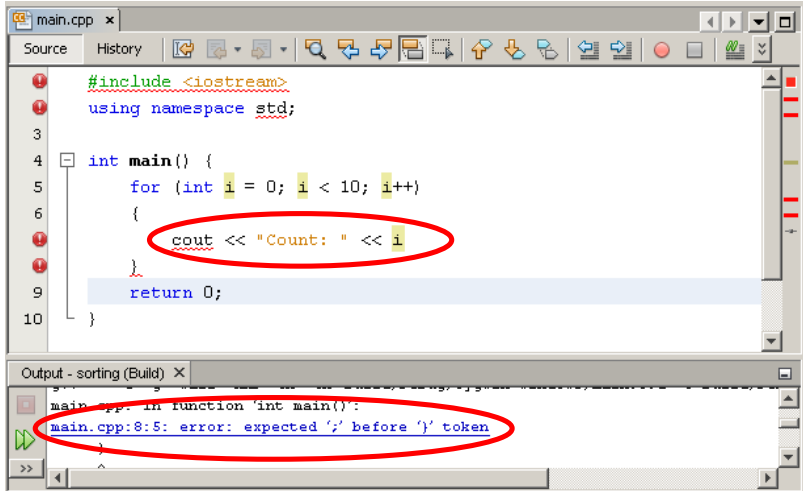 main.cpp
Source History
#include <iostream>
using namespace std;
3
4 int main() {
5 for (int i = 0; i < 10; i++)
6 {
cout << "Count: " << i
}
9 return 0;
10 }
Output - sorting (Build)
main.cpp: In function 'int main()':
main.cpp:8:5: error: expected ';' before '}' token
}
^